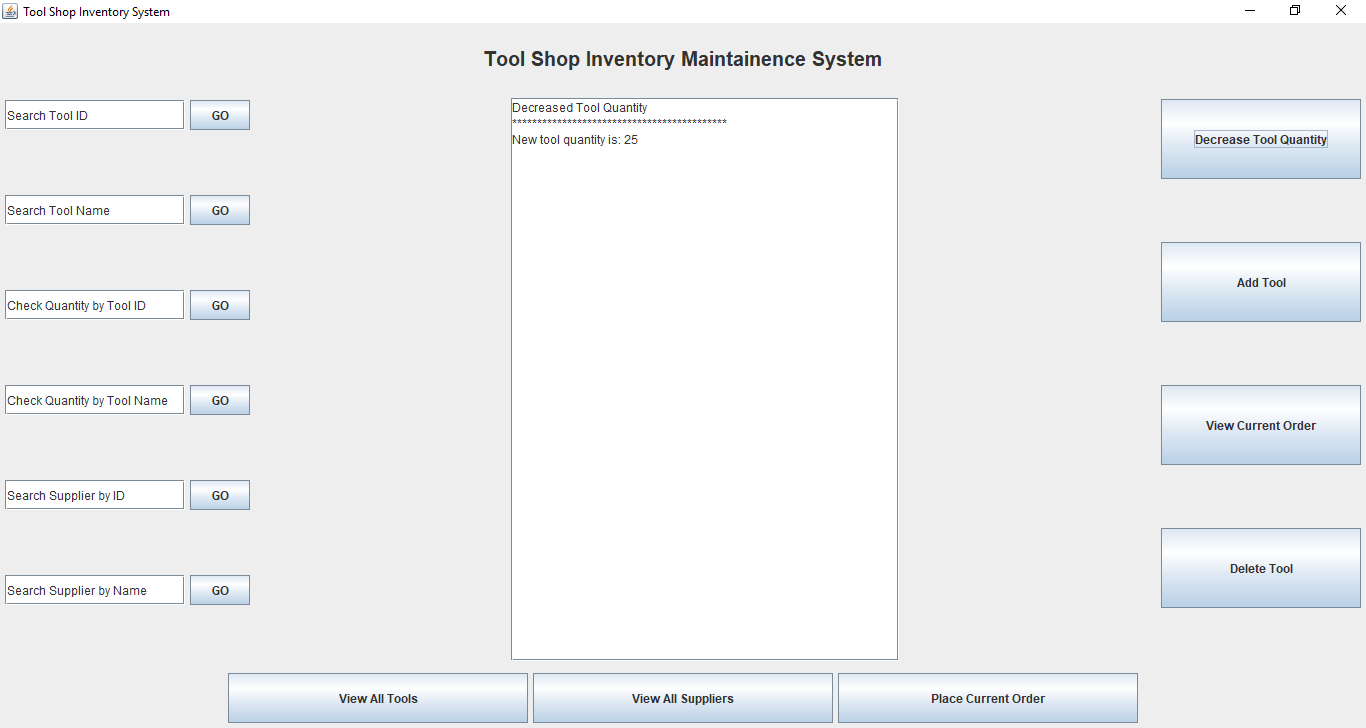 Tool Shop Inventory System
Tool Shop Inventory Maintainence System
Search Tool ID
GO
Search Tool Name
GO
Check Quantity by Tool ID
GO
Check Quantity by Tool Name
GO
Search Supplier by ID
GO
Search Supplier by Name
GO
Decreased Tool Quantity
*******************************************
New tool quantity is: 25
Decrease Tool Quantity
Add Tool
View Current Order
Delete Tool
View All Tools
View All Suppliers
Place Current Order